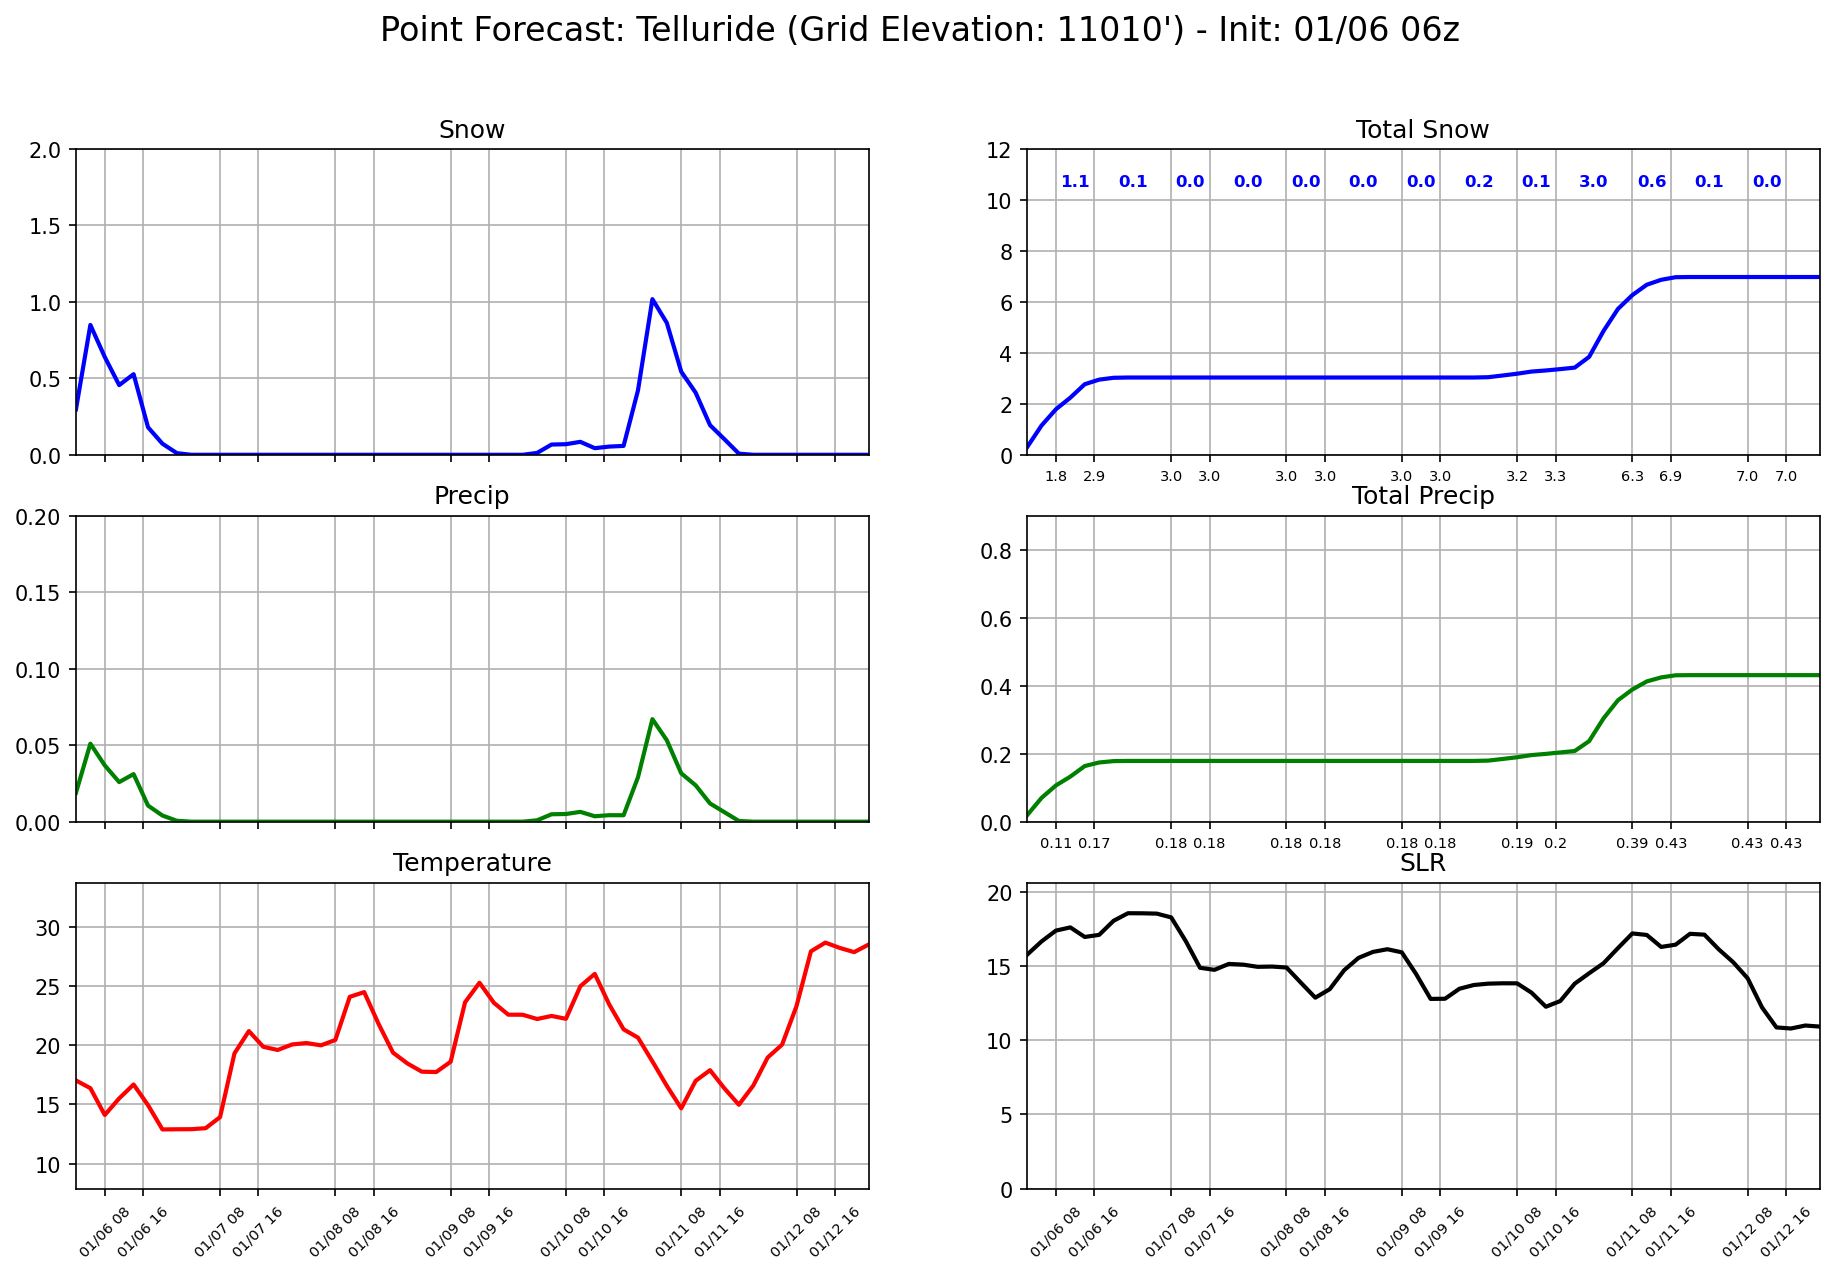 Point Forecast: Telluride (Grid Elevation: 11010') - Init: 01/06 06z
Snow
2.0
1.5
1.0
0.5
0.0
Total Snow
12
10
8
6
4
2
0
1.1 0.1 0.0 0.0 0.0 0.0 0.0 0.2 0.1 3.0 0.6 0.1 0.0
1.8 2.9 3.0 3.0 3.0 3.0 3.0 3.0 3.2 3.3 6.3 6.9 7.0 7.0
Precip
0.20
0.15
0.10
0.05
0.00
Total Precip
0.8
0.6
0.4
0.2
0.0
0.11 0.17 0.18 0.18 0.18 0.18 0.18 0.18 0.19 0.2 0.39 0.43 0.43 0.43
Temperature
30
25
20
15
10
01/06 08 01/06 16 01/07 08 01/07 16 01/08 08 01/08 16 01/09 08 01/09 16 01/10 08 01/10 16 01/11 08 01/11 16 01/12 08 01/12 16
SLR
20
15
10
5
0
01/06 08 01/06 16 01/07 08 01/07 16 01/08 08 01/08 16 01/09 08 01/09 16 01/10 08 01/10 16 01/11 08 01/11 16 01/12 08 01/12 16